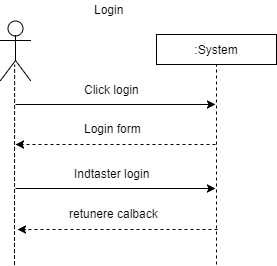 Login
:System
Click login
Login form
Indtaster login
retunere calback